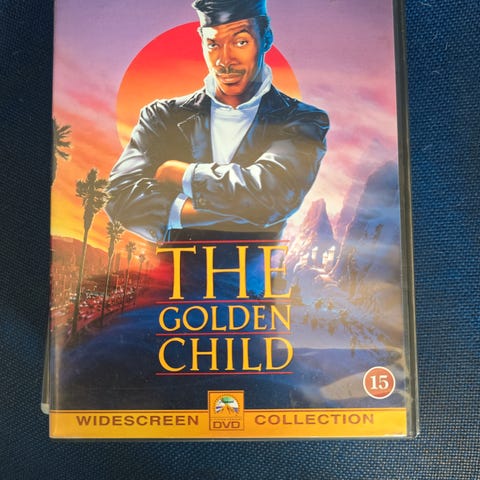 THE
GOLDEN
CHILD
15
WIDESCREEN DVD COLLECTION